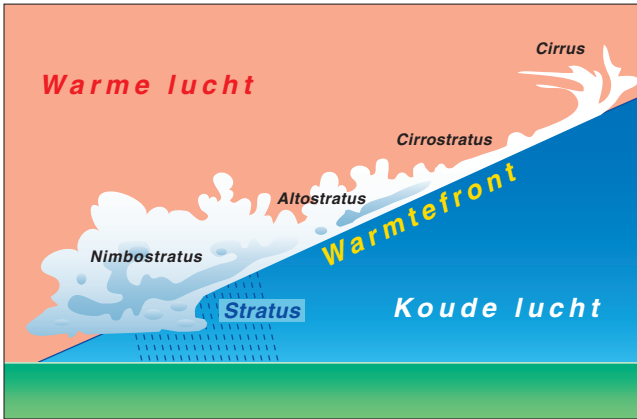 Cirrus
Warme lucht
Cirrostratus
Altostratus
Warmtefront
Nimbostratus
Stratus
Koude lucht